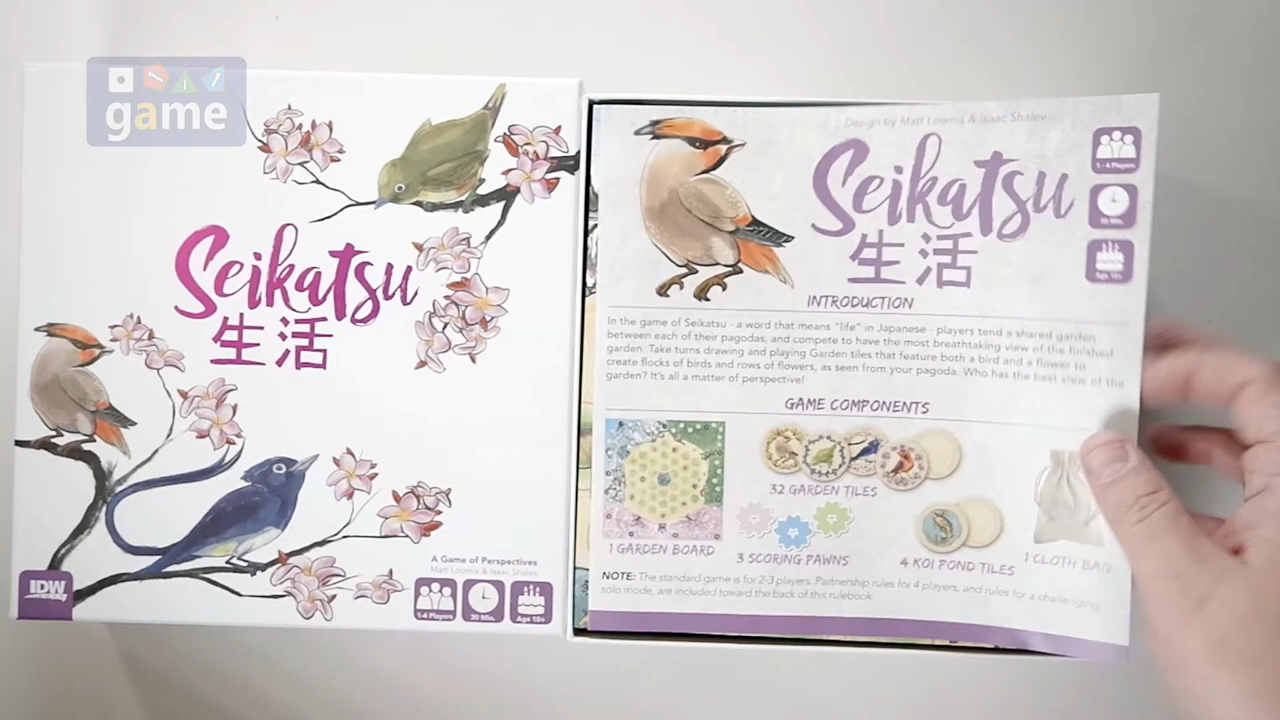 game
Seikatsu
生活
A Game of Perspectives
Matt Loomis & Isaac Shalev
IDW
1-4 Players
30 Min.
Age 10+
Design by Matt Loomis & Isaac Shalev
Seikatsu
生活
1 - 4 Players
30 Min.
Age 10+
INTRODUCTION
In the game of Seikatsu - a word that means "life" in Japanese - players tend a shared garden
between each of their pagodas, and compete to have the most breathtaking view of the finished
garden. Take turns drawing and playing Garden tiles that feature both a bird and a flower to
create flocks of birds and rows of flowers, as seen from your pagoda. Who has the best view of the
garden? It's all a matter of perspective!
GAME COMPONENTS
32 GARDEN TILES
1 GARDEN BOARD
3 SCORING PAWNS
4 KOI POND TILES
1 CLOTH BAG
NOTE: The standard game is for 2-3 players. Partnership rules for 4 players, and rules for a challenging
solo mode, are included toward the back of this rulebook.